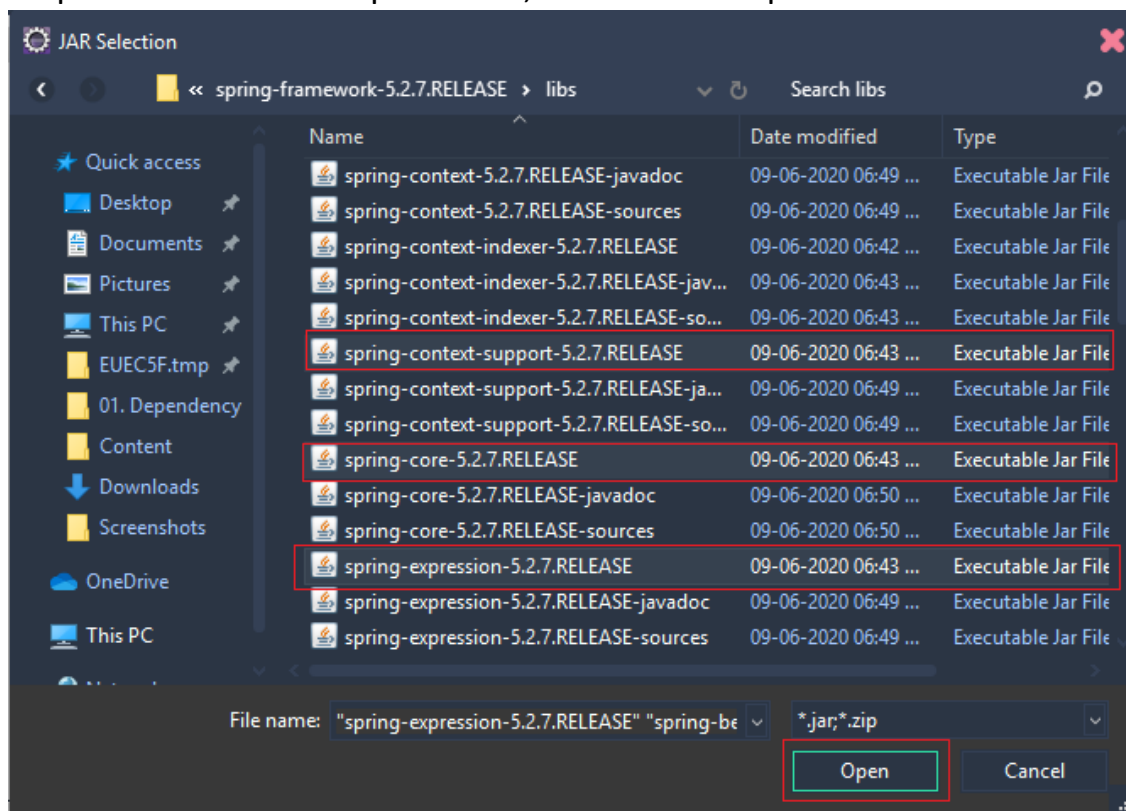 JAR Selection
« spring-framework-5.2.7.RELEASE › libs Search libs
Name Date modified Type
Quick access
Desktop
Documents
Pictures
This PC
EUEC5F.tmp
01. Dependency
Content
Downloads
Screenshots
OneDrive
This PC
spring-context-5.2.7.RELEASE-javadoc 09-06-2020 06:49 ... Executable Jar File
spring-context-5.2.7.RELEASE-sources 09-06-2020 06:49 ... Executable Jar File
spring-context-indexer-5.2.7.RELEASE 09-06-2020 06:42 ... Executable Jar File
spring-context-indexer-5.2.7.RELEASE-jav... 09-06-2020 06:43 ... Executable Jar File
spring-context-indexer-5.2.7.RELEASE-so... 09-06-2020 06:43 ... Executable Jar File
spring-context-support-5.2.7.RELEASE 09-06-2020 06:43 ... Executable Jar File
spring-context-support-5.2.7.RELEASE-ja... 09-06-2020 06:49 ... Executable Jar File
spring-context-support-5.2.7.RELEASE-so... 09-06-2020 06:49 ... Executable Jar File
spring-core-5.2.7.RELEASE 09-06-2020 06:43 ... Executable Jar File
spring-core-5.2.7.RELEASE-javadoc 09-06-2020 06:50 ... Executable Jar File
spring-core-5.2.7.RELEASE-sources 09-06-2020 06:50 ... Executable Jar File
spring-expression-5.2.7.RELEASE 09-06-2020 06:43 ... Executable Jar File
spring-expression-5.2.7.RELEASE-javadoc 09-06-2020 06:49 ... Executable Jar File
spring-expression-5.2.7.RELEASE-sources 09-06-2020 06:49 ... Executable Jar File
File name: "spring-expression-5.2.7.RELEASE" "spring-be *.jar;*.zip
Open Cancel